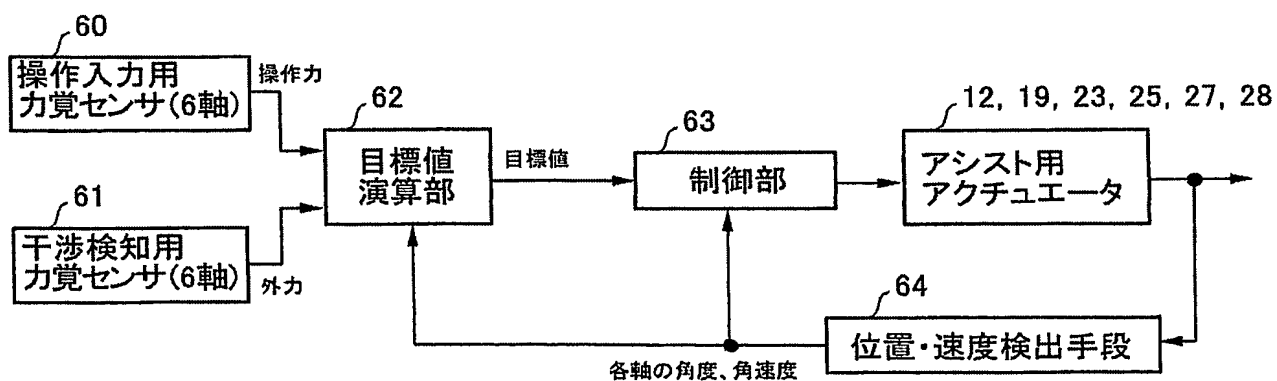 60
操作入力用
力覚センサ(6軸)
操作力
61
干渉検知用
力覚センサ(6軸)
外力
62
目標値
演算部
目標値
63
制御部
12, 19, 23, 25, 27, 28
アシスト用
アクチュエータ
64
位置・速度検出手段
各軸の角度、角速度